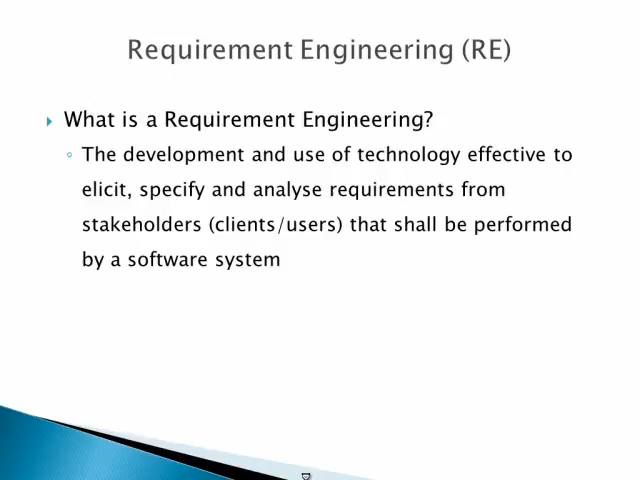 Requirement Engineering (RE)
What is a Requirement Engineering?
The development and use of technology effective to
elicit, specify and analyse requirements from
stakeholders (clients/users) that shall be performed
by a software system